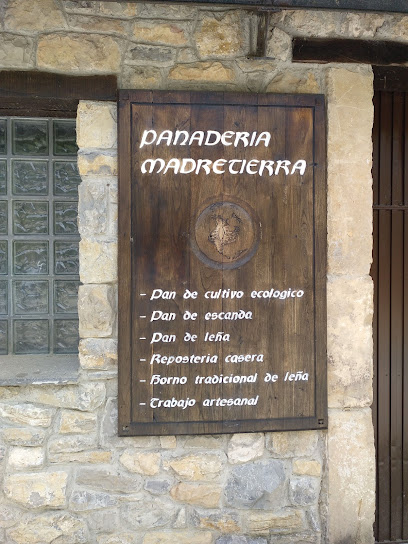 PANADERIA
MADRETIERRA
- Pan de cultivo ecologico
- Pan de escanda
- Pan de leña
- Reposteria casera
- Horno tradicional de leña
- Trabajo artesanal